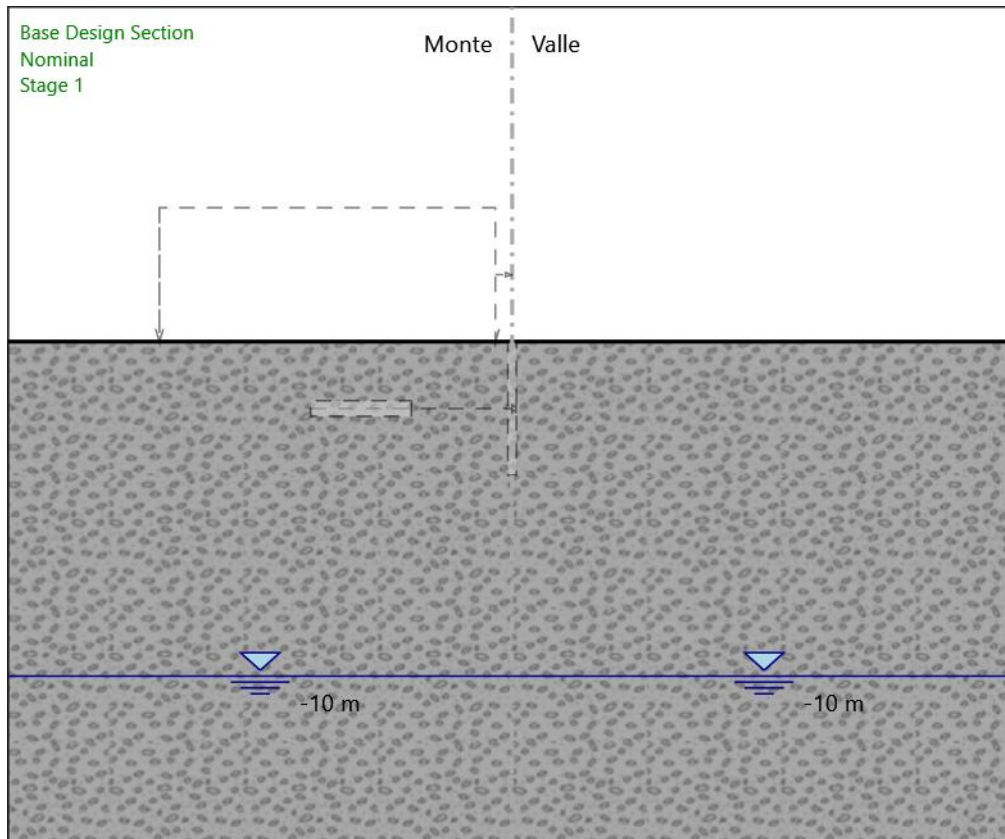 Base Design Section
Nominal
Stage 1
Monte Valle
-10 m -10 m